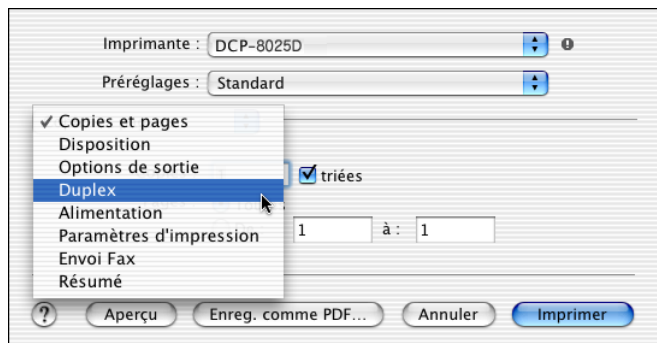 Imprimante : DCP-8025D
Préréglages : Standard
✓ Copies et pages
Disposition
Options de sortie
triées
Duplex
Alimentation
Paramètres d'impression
1 à : 1
Envoi Fax
Résumé
? Aperçu Enreg. comme PDF... Annuler Imprimer